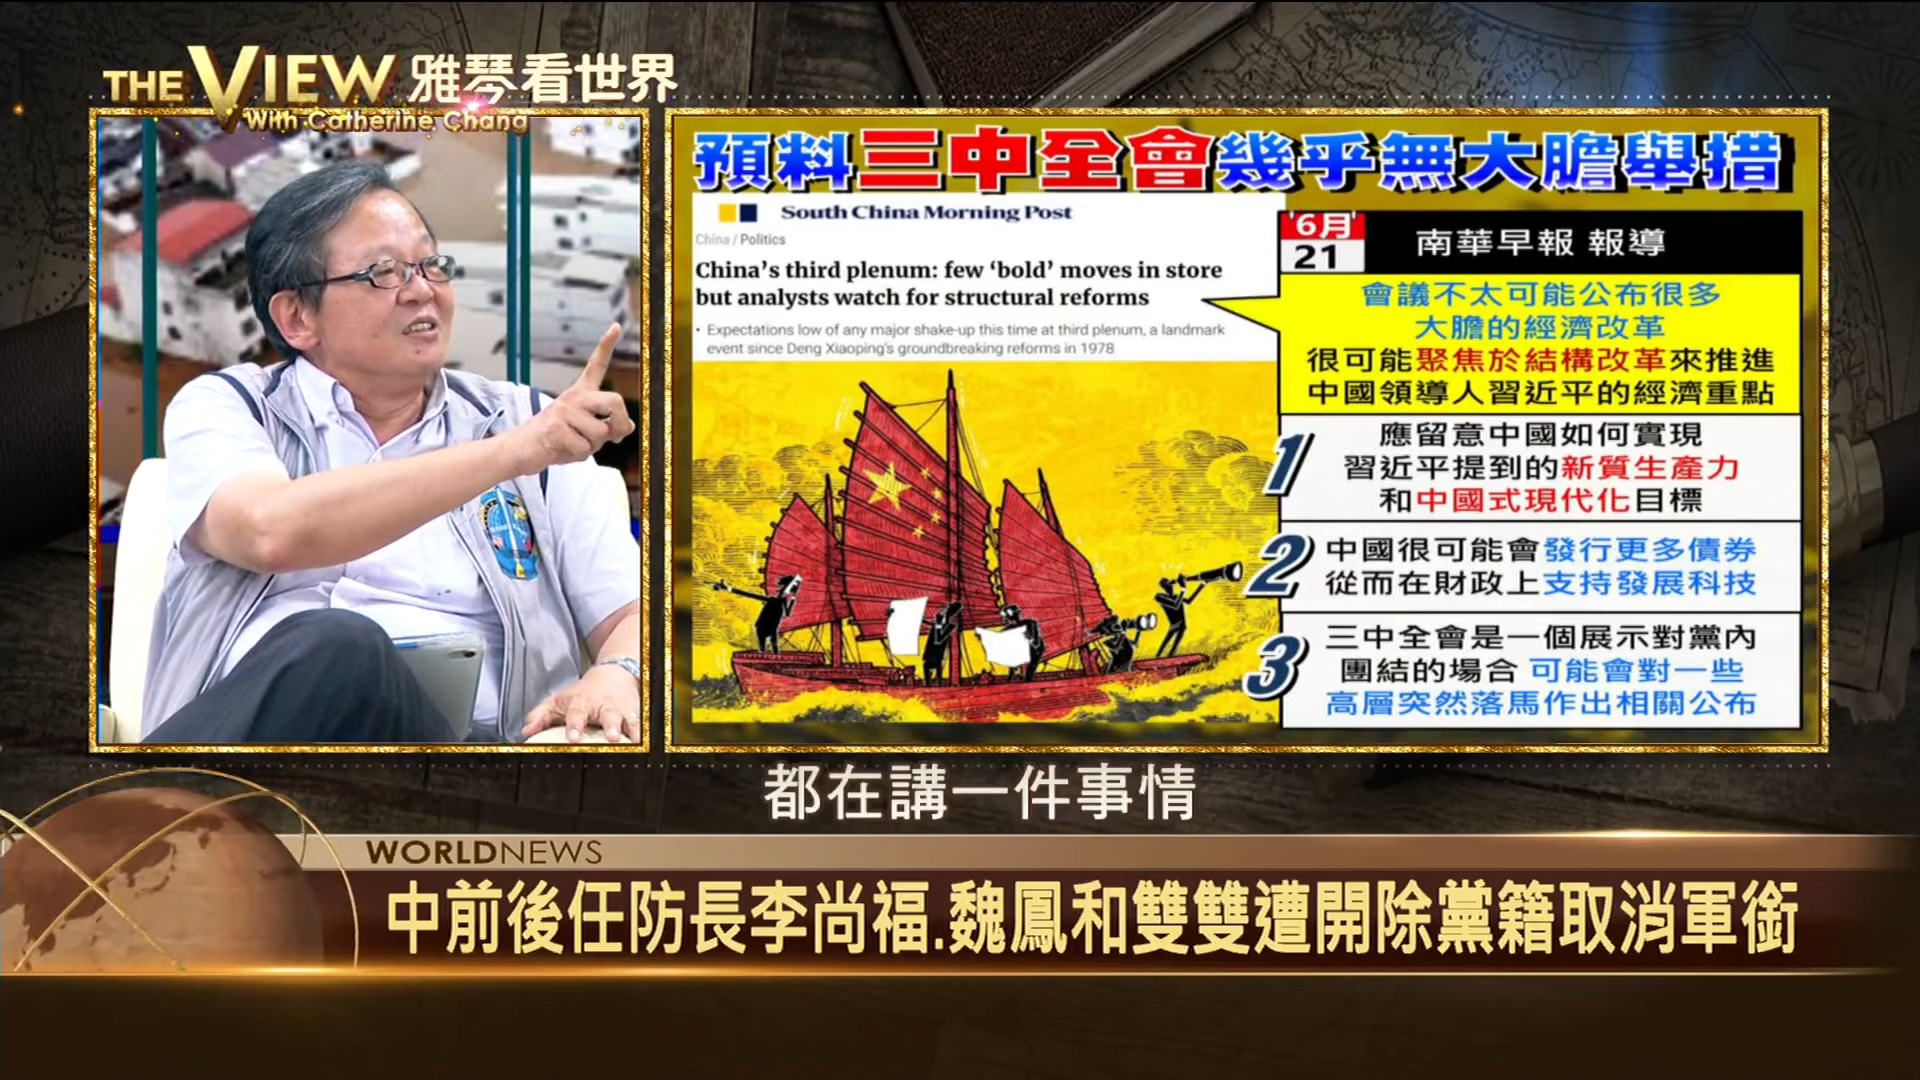 THE VIEW 雅琴看世界
With Catherine Chang
預料三中全會幾乎無大膽舉措
South China Morning Post
China / Politics
China's third plenum: few 'bold' moves in store
but analysts watch for structural reforms
• Expectations low of any major shake-up this time at third plenum, a landmark
event since Deng Xiaoping's groundbreaking reforms in 1978
6月
21
南華早報 報導
會議不太可能公布很多
大膽的經濟改革
很可能聚焦於結構改革來推進
中國領導人習近平的經濟重點
1
應留意中國如何實現
習近平提到的新質生產力
和中國式現代化目標
2
中國很可能會發行更多債券
從而在財政上支持發展科技
3
三中全會是一個展示對黨內
團結的場合 可能會對一些
高層突然落馬作出相關公布
都在講一件事情
WORLDNEWS
中前後任防長李尚福.魏鳳和雙雙遭開除黨籍取消軍銜